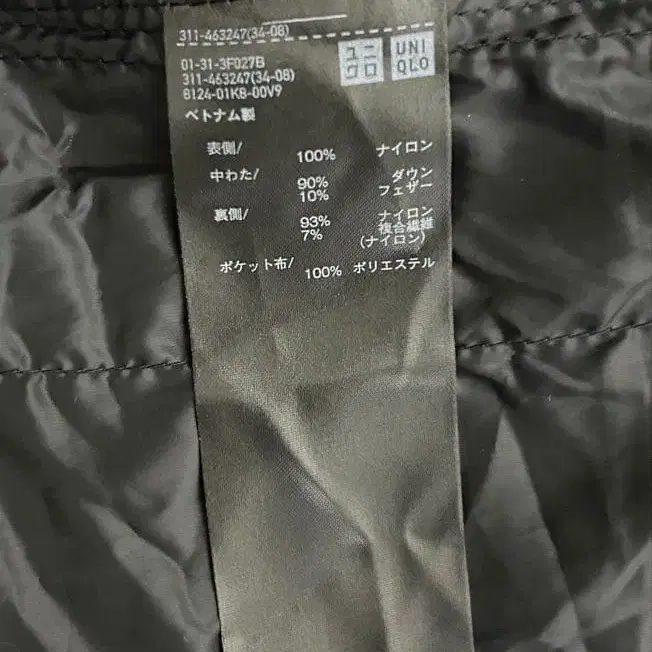 311-463247(34-08)
ユニ
クロ
UNI
QLO
01-31-3F027B
311-463247(34-08)
8124-01K8-00V9
ベトナム製
表側/ 100% ナイロン
中わた/ 90% ダウン
10% フェザー
裏側/ 93% ナイロン
7% 複合繊維
(ナイロン)
ポケット布/ 100% ポリエステル